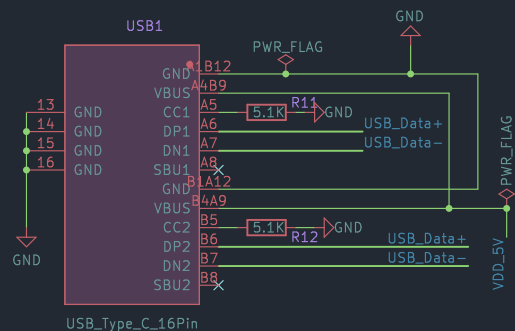 GND
USB1
PWR_FLAG
GND A1B12
VBUS A4B9
13 GND CC1 A5 5.1K R11 GND
14 GND DP1 A6 USB_Data+
15 GND DN1 A7 USB_Data-
16 GND SBU1 A8
GND B1A12
VBUS B4A9
CC2 B5 5.1K R12 GND
DP2 B6 USB_Data+
DN2 B7 USB_Data-
SBU2 B8
GND
PWR_FLAG
VDD_5V
USB_Type_C_16Pin